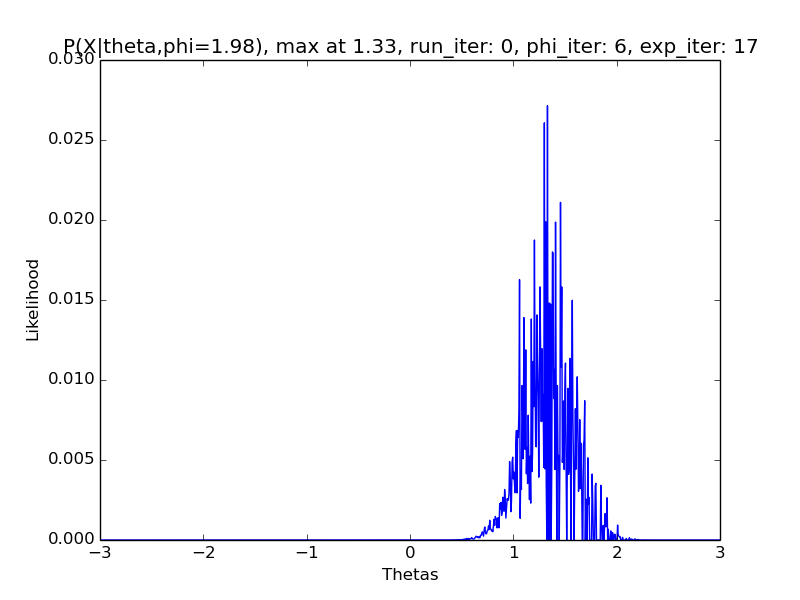 P(X|theta,phi=1.98), max at 1.33, run_iter: 0, phi_iter: 6, exp_iter: 17
0.030
0.025
0.020
0.015
0.010
0.005
0.000
Likelihood
−3 −2 −1 0 1 2 3
Thetas